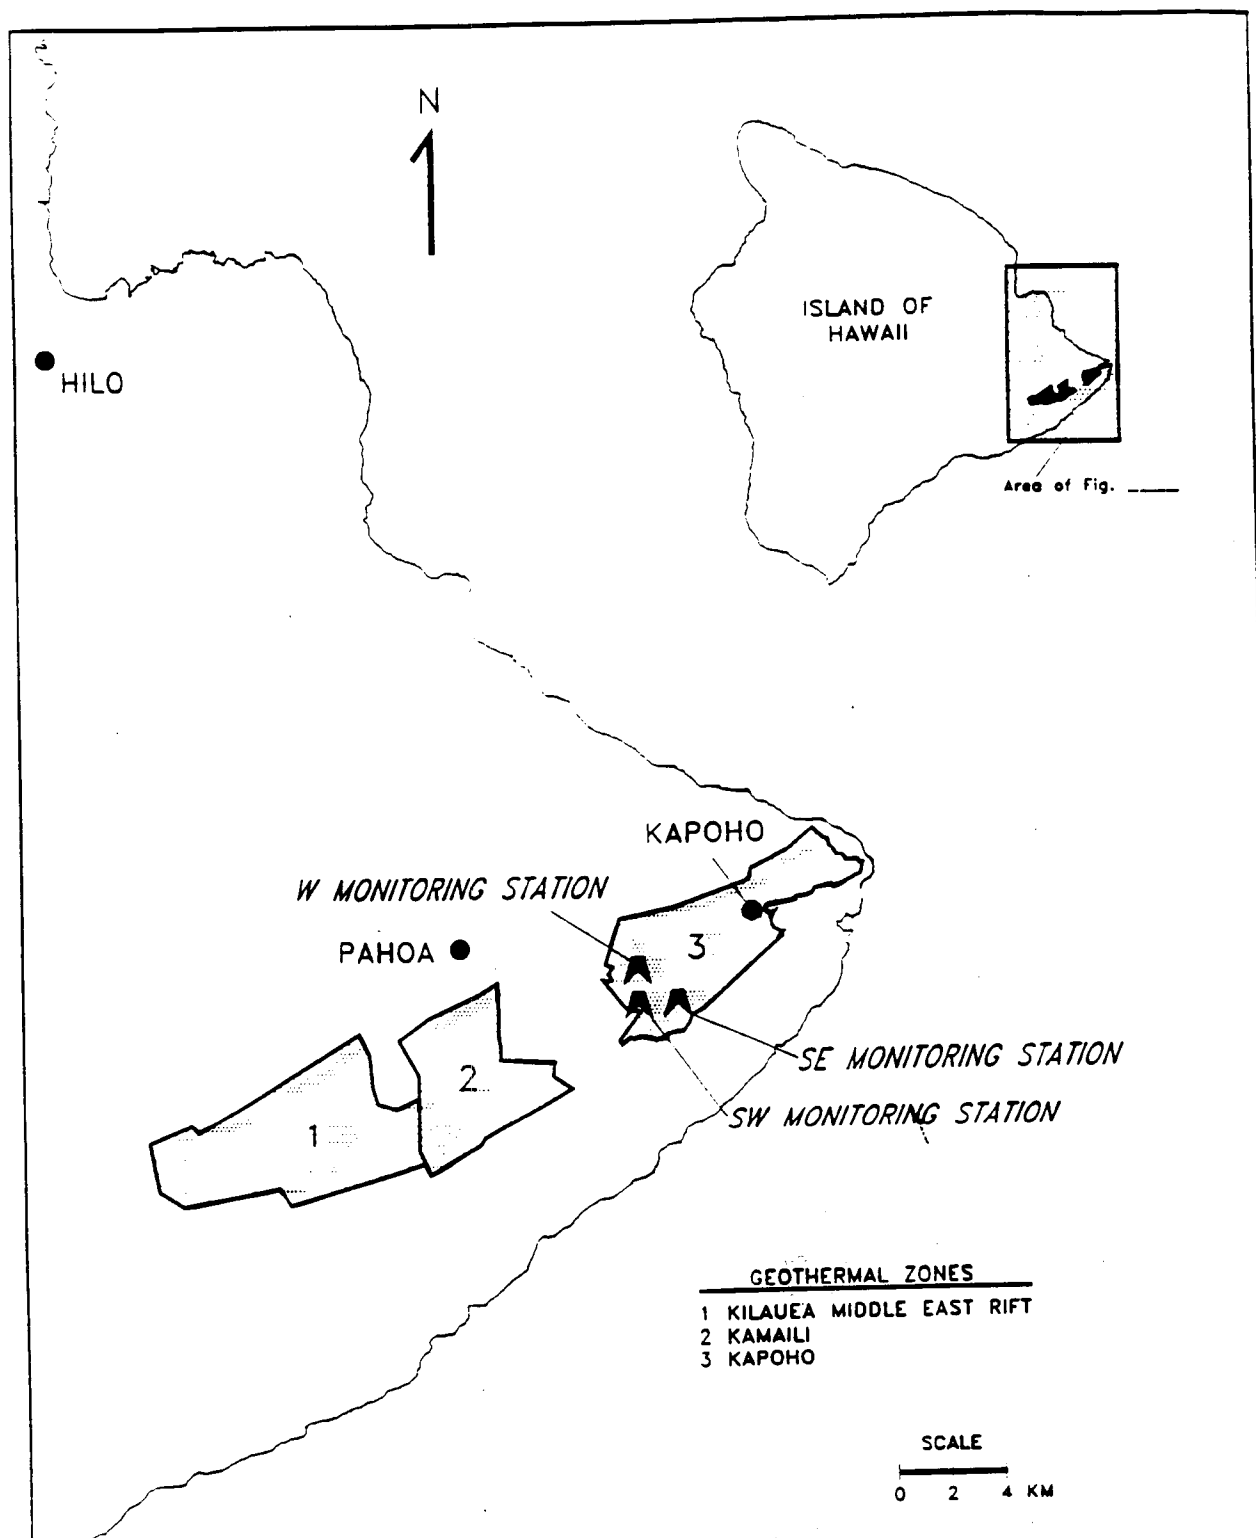 N
ISLAND OF
HAWAII
HILO
Area of Fig. _____
KAPOHO
W MONITORING STATION
PAHOA
3
SE MONITORING STATION
2
SW MONITORING STATION
1
GEOTHERMAL ZONES
1 KILAUEA MIDDLE EAST RIFT
2 KAMAILI
3 KAPOHO
SCALE
0 2 4 KM